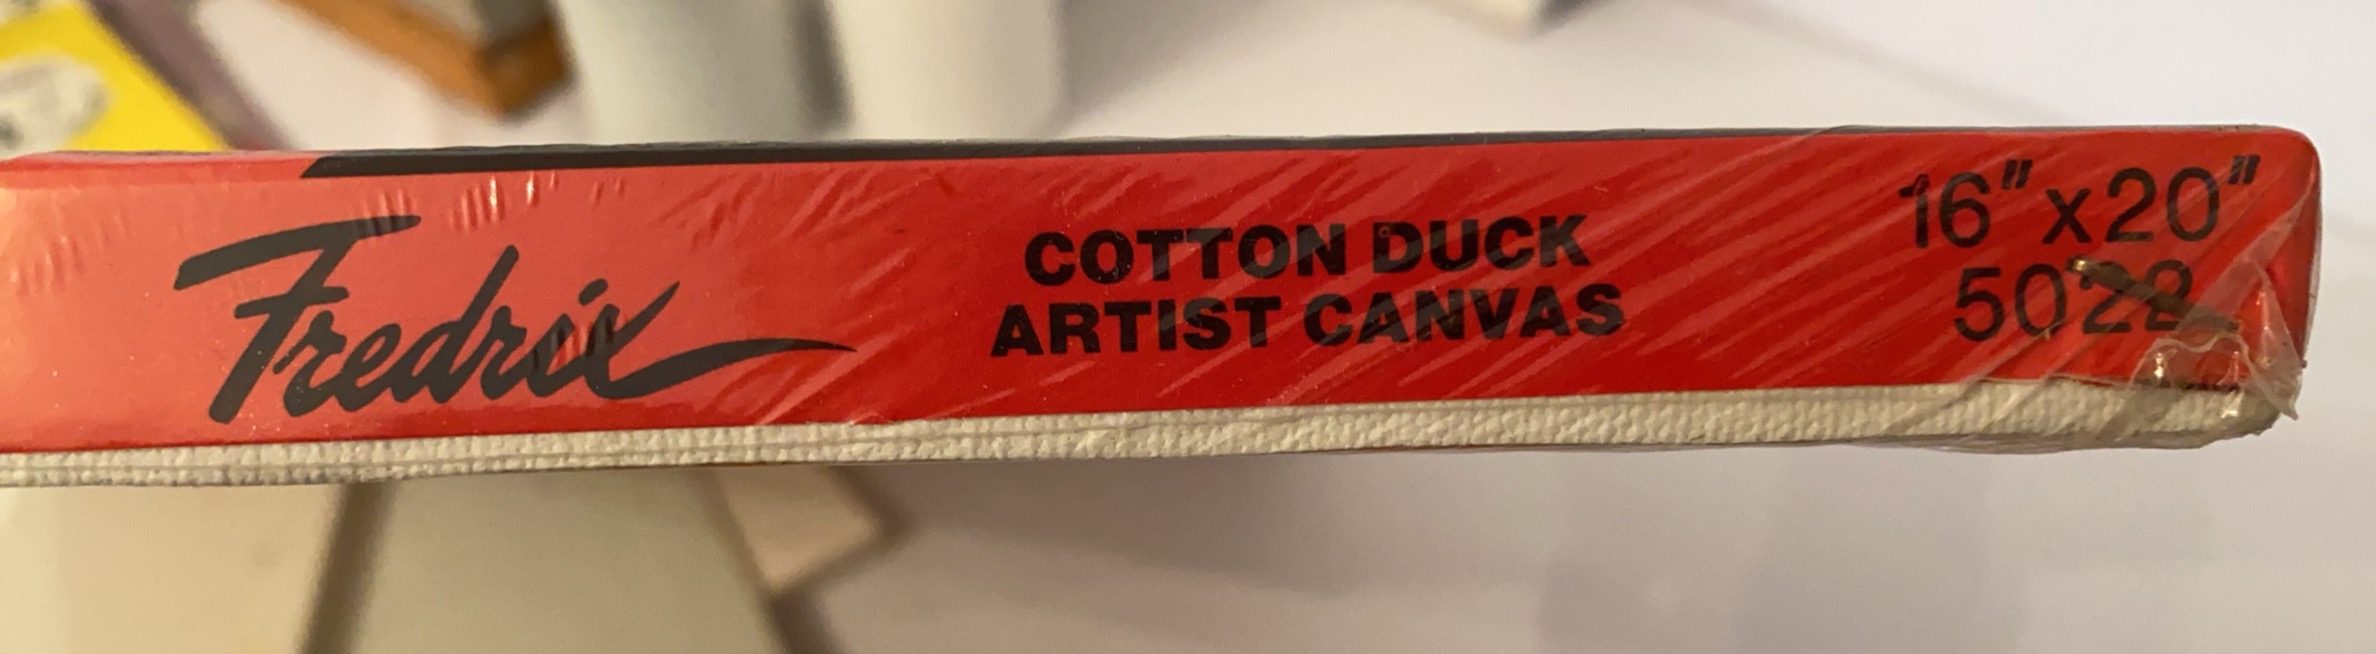 Fredrix
COTTON DUCK
ARTIST CANVAS
16"x20"
5022